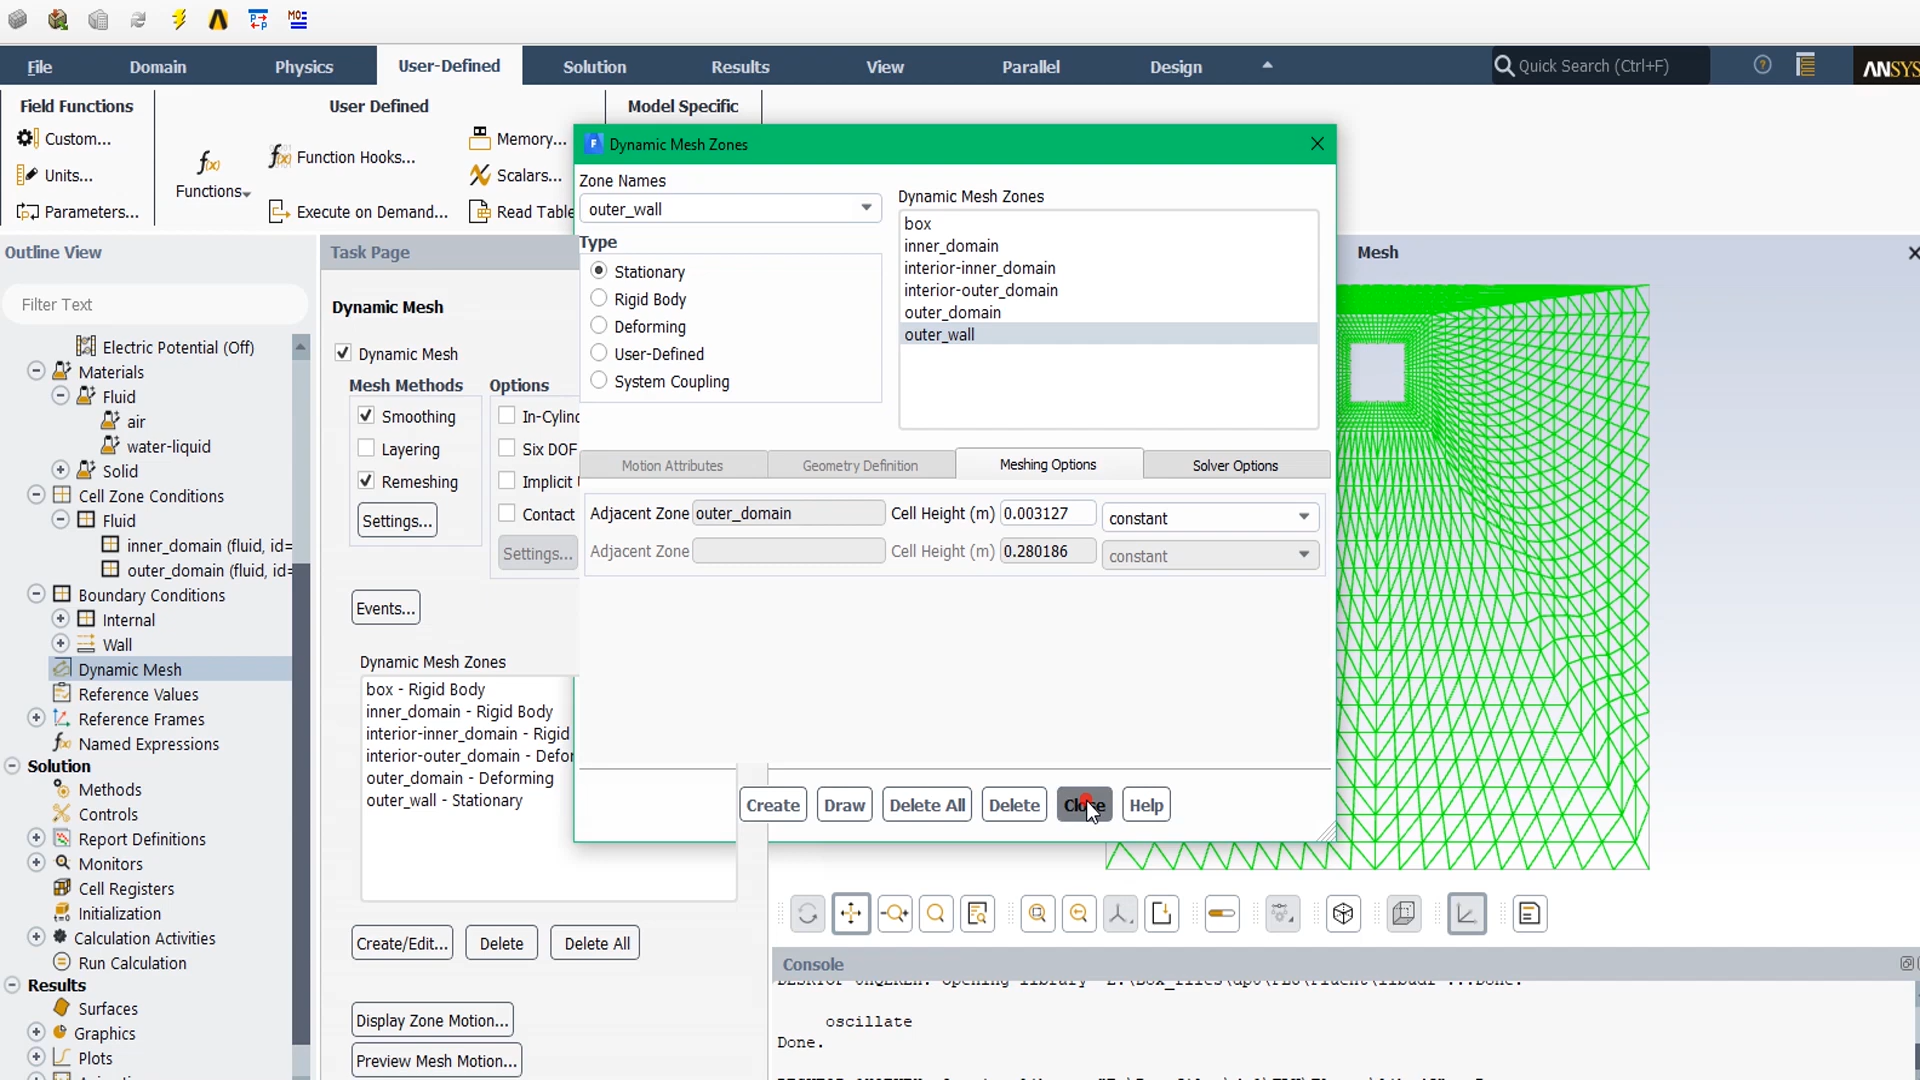 MO:
File
Domain
Physics
User-Defined
Solution
Results
View
Parallel
Design
Quick Search (Ctrl+F)
ANSYS
Field Functions
User Defined
Model Specific
Custom...
Units...
Parameters...
Functions
Function Hooks...
Execute on Demand...
Memory...
Scalars...
Read Table
Outline View
Filter Text
Electric Potential (Off)
Materials
Fluid
air
water-liquid
Solid
Cell Zone Conditions
Fluid
inner_domain (fluid, id=
outer_domain (fluid, id=
Boundary Conditions
Internal
Wall
Dynamic Mesh
Reference Values
Reference Frames
Named Expressions
Solution
Methods
Controls
Report Definitions
Monitors
Cell Registers
Initialization
Calculation Activities
Run Calculation
Results
Surfaces
Graphics
Plots
Task Page
Dynamic Mesh
Dynamic Mesh
Mesh Methods
Options
Smoothing
Layering
Remeshing
Settings...
In-Cylind
Six DOF
Implicit
Contact
Settings...
Events...
Dynamic Mesh Zones
box - Rigid Body
inner_domain - Rigid Body
interior-inner_domain - Rigid
interior-outer_domain - Defor
outer_domain - Deforming
outer_wall - Stationary
Create/Edit...
Delete
Delete All
Display Zone Motion...
Preview Mesh Motion...
Dynamic Mesh Zones
Zone Names
outer_wall
Type
Stationary
Rigid Body
Deforming
User-Defined
System Coupling
Dynamic Mesh Zones
box
inner_domain
interior-inner_domain
interior-outer_domain
outer_domain
outer_wall
Motion Attributes
Geometry Definition
Meshing Options
Solver Options
Adjacent Zone outer_domain Cell Height (m) 0.003127 constant
Adjacent Zone Cell Height (m) 0.280186 constant
Create
Draw
Delete All
Delete
Close
Help
Mesh
Console
oscillate
Done.